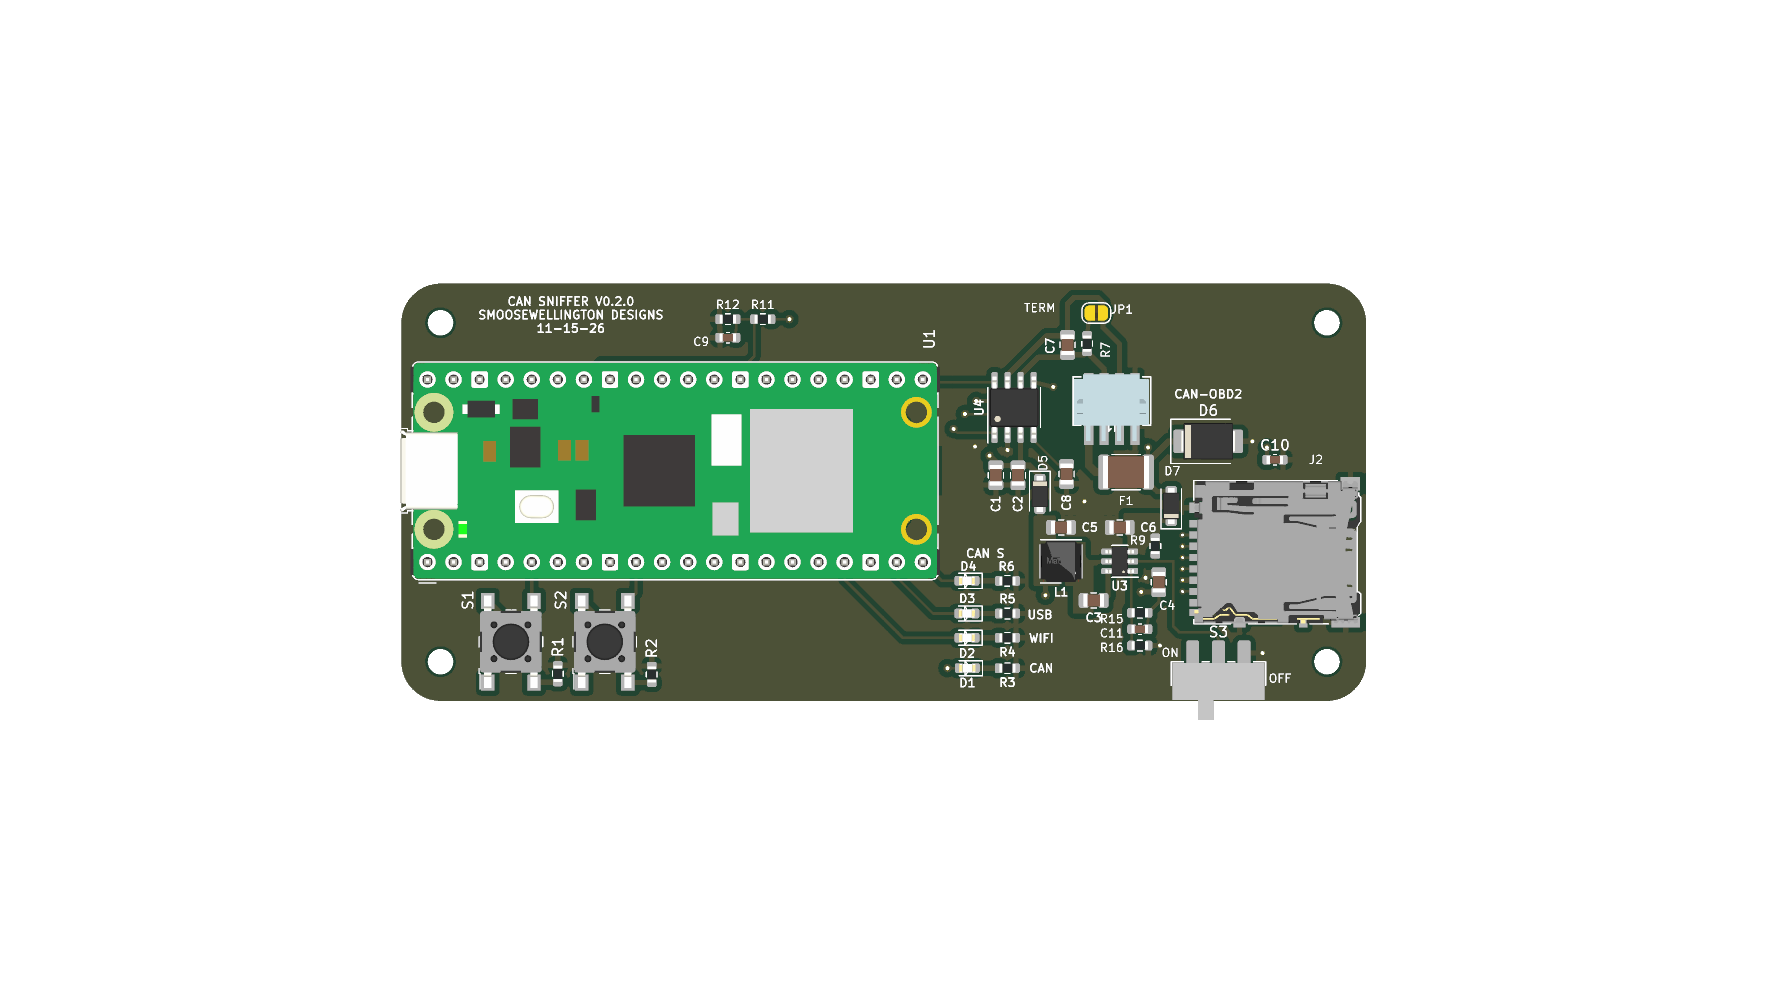 CAN SNIFFER V0.2.0
SMOOSEWELLINGTON DESIGNS
11-15-26
R12 R11
C9
U1
TERM
JP1
C7
R7
U4
CAN-OBD2
D6
C10
J2
D5
D7
C1
C2
C8
F1
C5
C6
R9
CAN S
D4 R6
L1
U3
C4
C3
D3 R5
USB
R15
C11
R16
WIFI
D2 R4
CAN
D1 R3
S3
ON
OFF
S1
S2
R1
R2